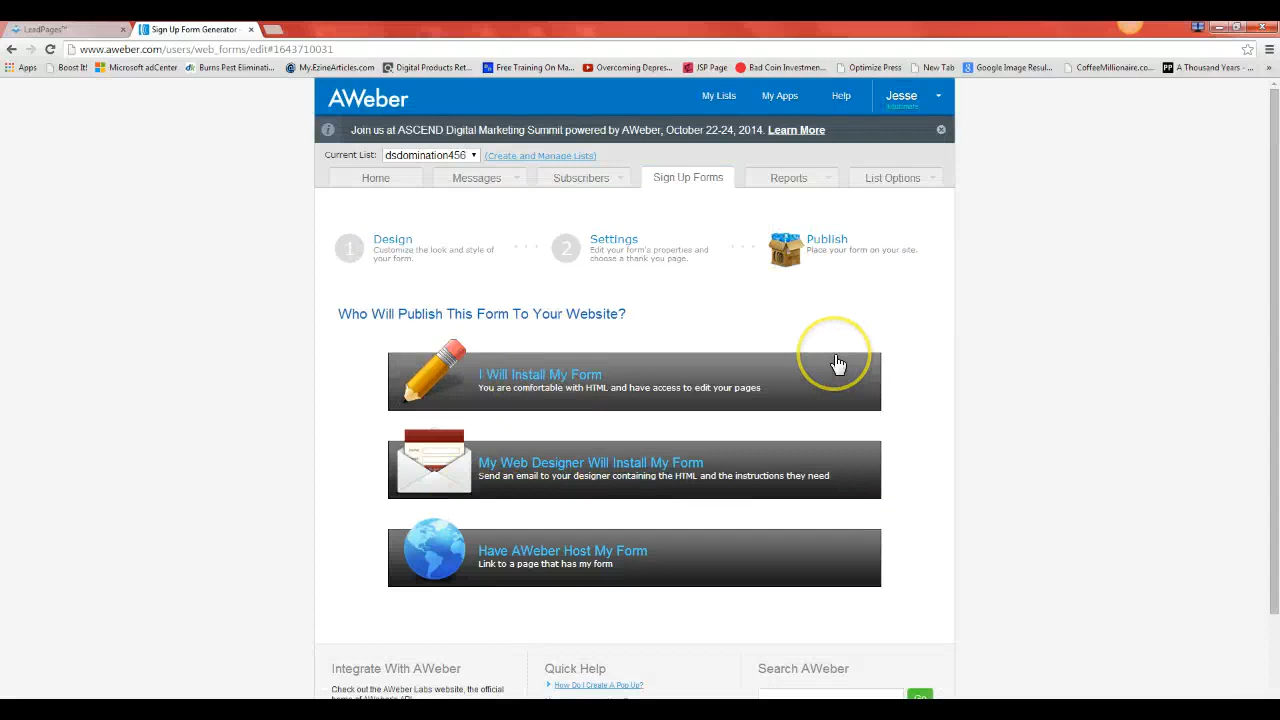 LeadPages™
Sign Up Form Generator
www.aweber.com/users/web_forms/edit#1643710031
Apps Boost It! Microsoft adCenter Burns Pest Eliminati... My.EzineArticles.com Digital Products Ret... Free Training On Ma... Overcoming Depres... JSP Page Bad Coin Investmen... Optimize Press New Tab Google Image Resul... CoffeeMillionaire.com PP A Thousand Years - ... »
AWeber My Lists My Apps Help Jesse
Join us at ASCEND Digital Marketing Summit powered by AWeber, October 22-24, 2014. Learn More
Current List: dsdomination456 (Create and Manage Lists)
Home Messages Subscribers Sign Up Forms Reports List Options
1 Design 2 Settings Publish
Customize the look and style of your form.
Edit your form's properties and choose a thank you page.
Place your form on your site.
Who Will Publish This Form To Your Website?
I Will Install My Form
You are comfortable with HTML and have access to edit your pages
My Web Designer Will Install My Form
Send an email to your designer containing the HTML and the instructions they need
Have AWeber Host My Form
Link to a page that has my form
Integrate With AWeber Quick Help Search AWeber
Check out the AWeber Labs website, the official
home of AWeber's API
How Do I Create A Pop Up?
Go